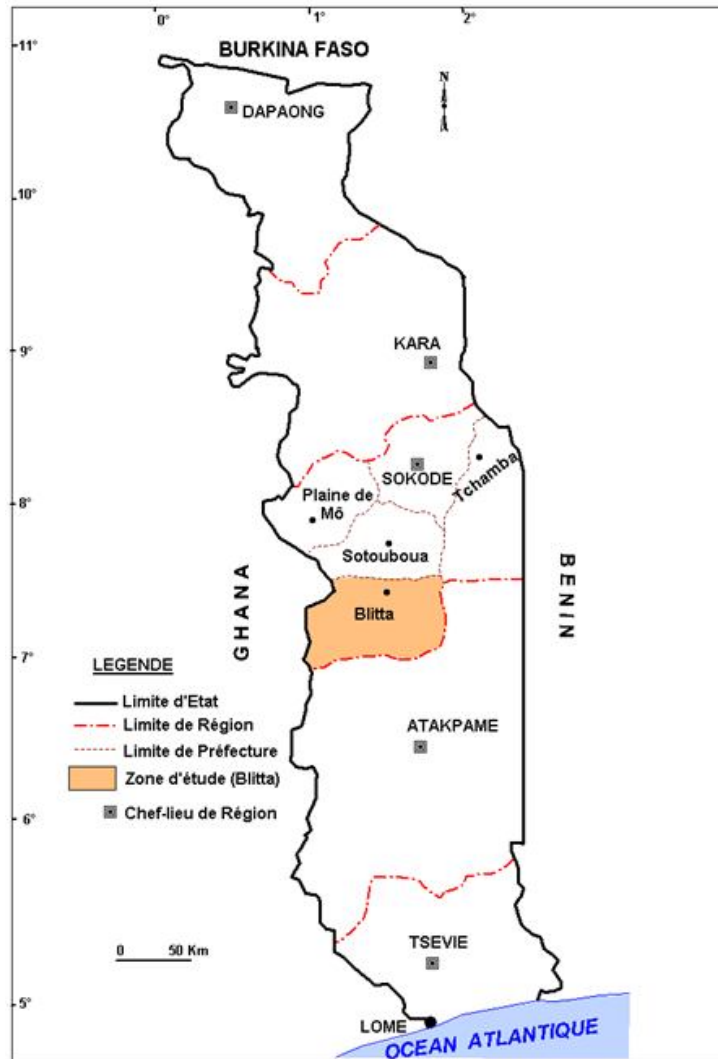 0° 1° 2°
11°
BURKINA FASO
N
DAPAONG
10°
KARA
9°
SOKODE
Tchamba
Plaine de
Mô
8°
Sotouboua
GHANA
BENIN
Blitta
7°
LEGENDE
Limite d'Etat
Limite de Région
Limite de Préfecture
Zone d'étude (Blitta)
Chef-lieu de Région
ATAKPAME
6°
0 50 Km
TSEVIE
5°
LOME
OCEAN ATLANTIQUE